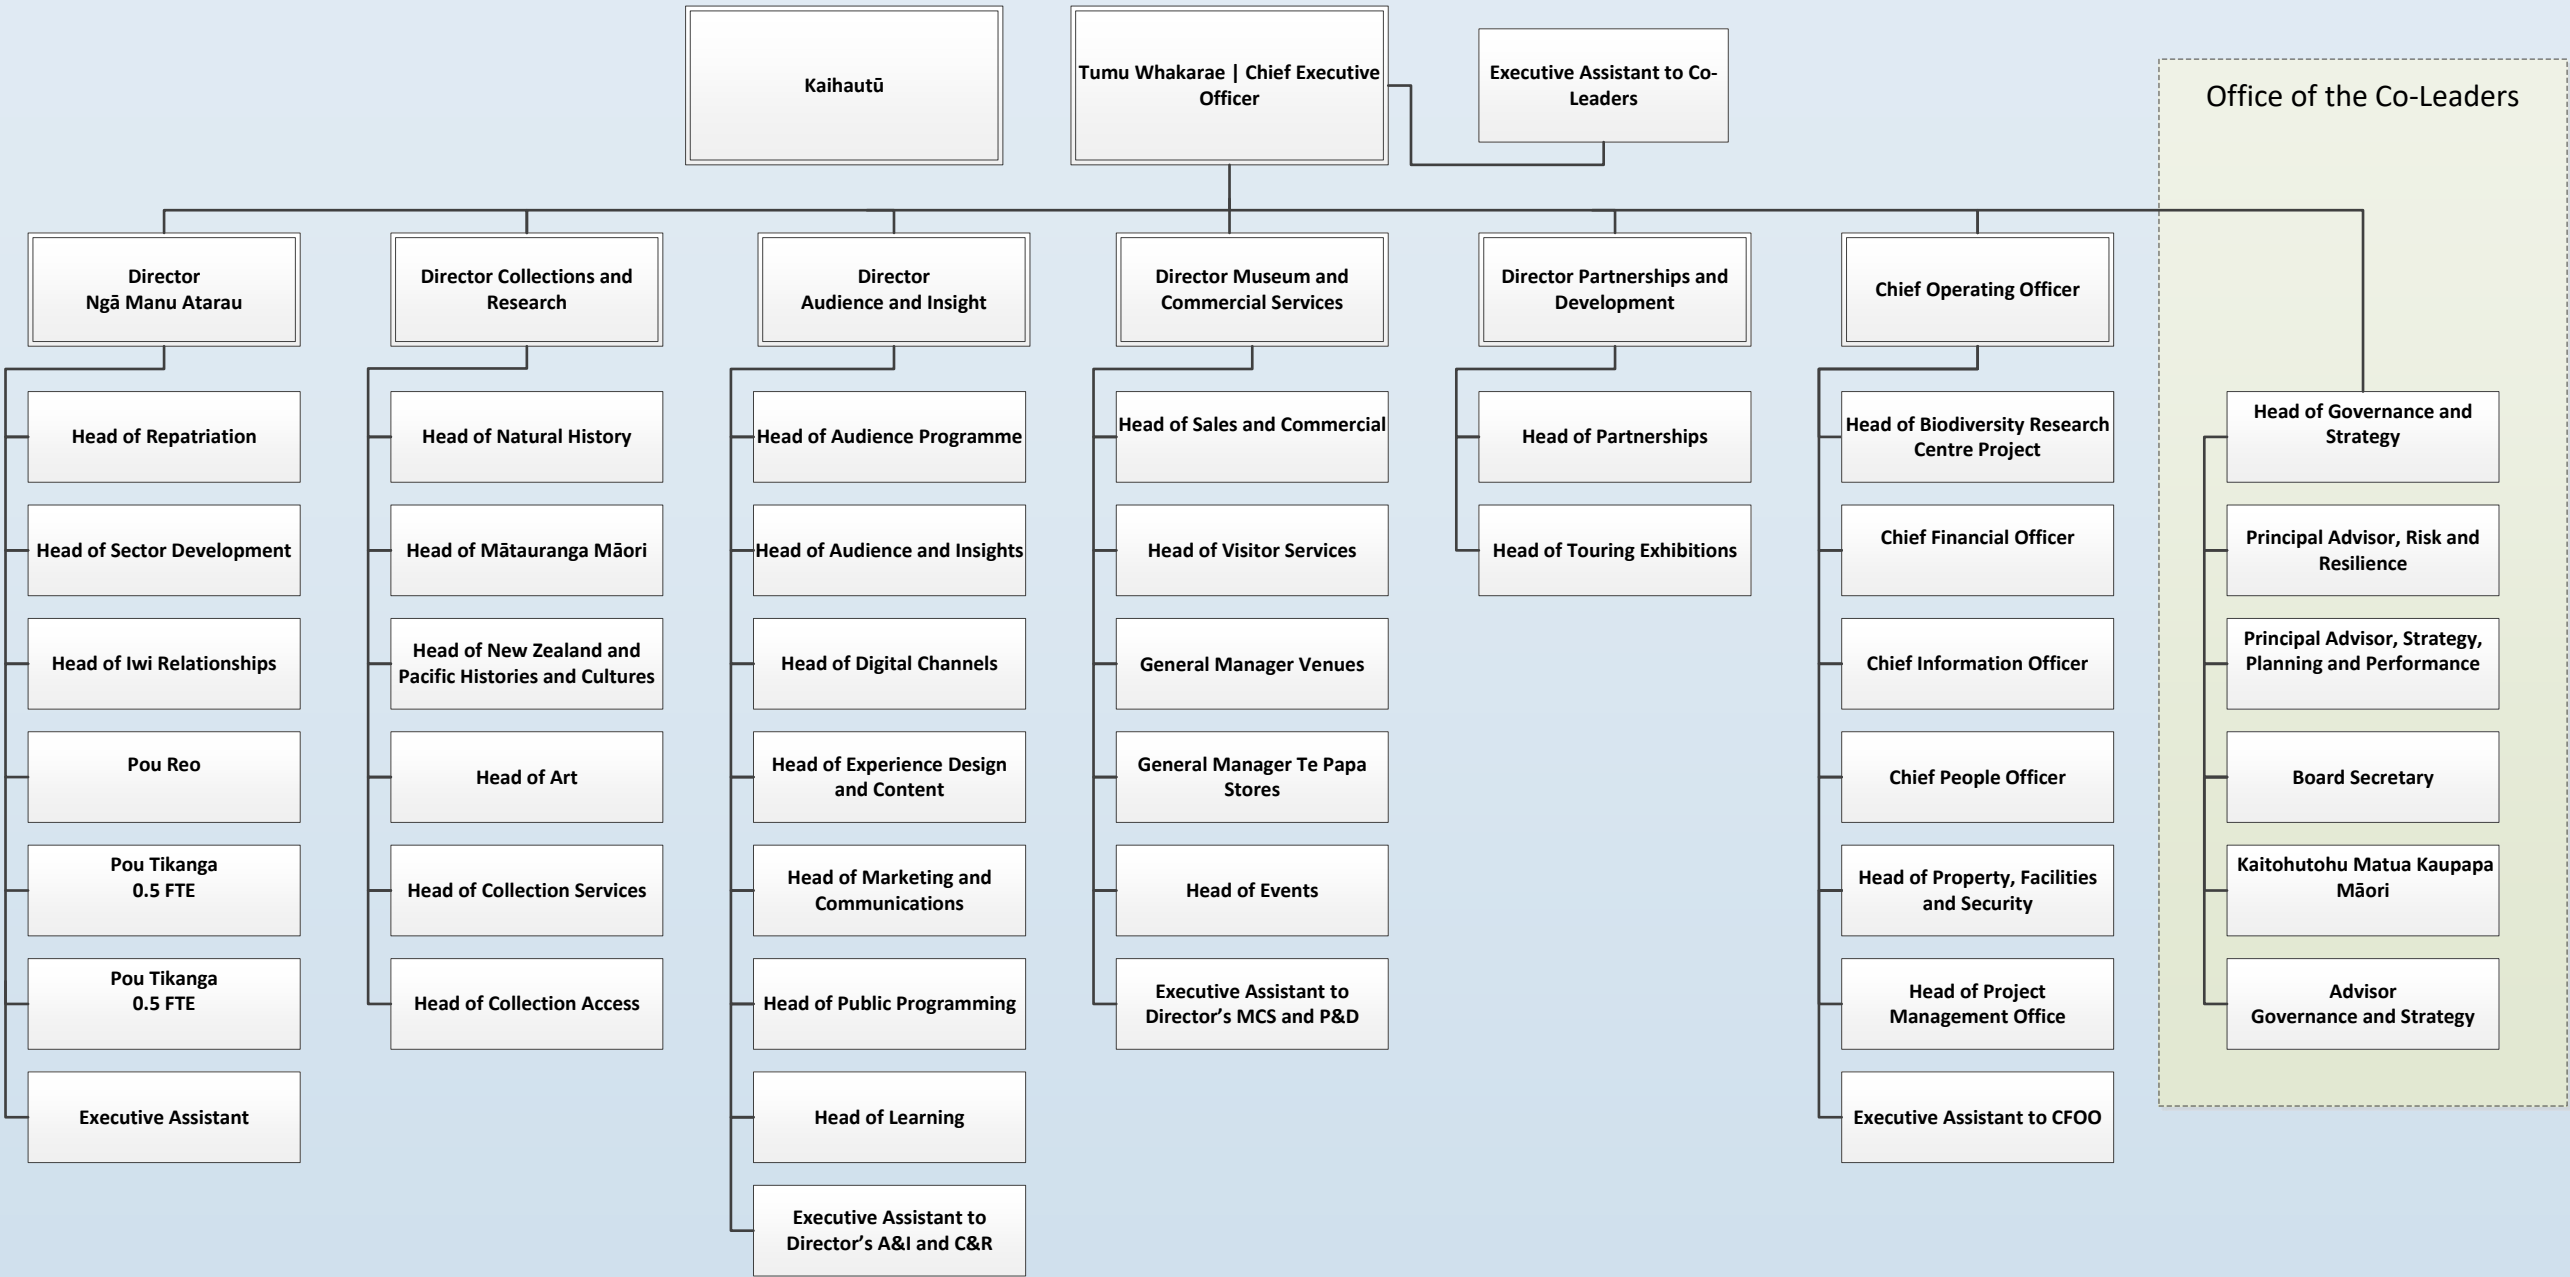 Kaihautū
Tumu Whakarae | Chief Executive
Officer
Executive Assistant to Co-
Leaders
Office of the Co-Leaders
Director
Ngā Manu Atarau
Director Collections and
Research
Director
Audience and Insight
Director Museum and
Commercial Services
Director Partnerships and
Development
Chief Operating Officer
Head of Repatriation
Head of Sector Development
Head of Iwi Relationships
Pou Reo
Pou Tikanga
0.5 FTE
Pou Tikanga
0.5 FTE
Executive Assistant
Head of Natural History
Head of Mātauranga Māori
Head of New Zealand and
Pacific Histories and Cultures
Head of Art
Head of Collection Services
Head of Collection Access
Head of Audience Programme
Head of Audience and Insights
Head of Digital Channels
Head of Experience Design
and Content
Head of Marketing and
Communications
Head of Public Programming
Head of Learning
Executive Assistant to
Director’s A&I and C&R
Head of Sales and Commercial
Head of Visitor Services
General Manager Venues
General Manager Te Papa
Stores
Head of Events
Executive Assistant to
Director’s MCS and P&D
Head of Partnerships
Head of Touring Exhibitions
Head of Biodiversity Research
Centre Project
Chief Financial Officer
Chief Information Officer
Chief People Officer
Head of Property, Facilities
and Security
Head of Project
Management Office
Executive Assistant to CFOO
Head of Governance and
Strategy
Principal Advisor, Risk and
Resilience
Principal Advisor, Strategy,
Planning and Performance
Board Secretary
Kaitohutohu Matua Kaupapa
Māori
Advisor
Governance and Strategy